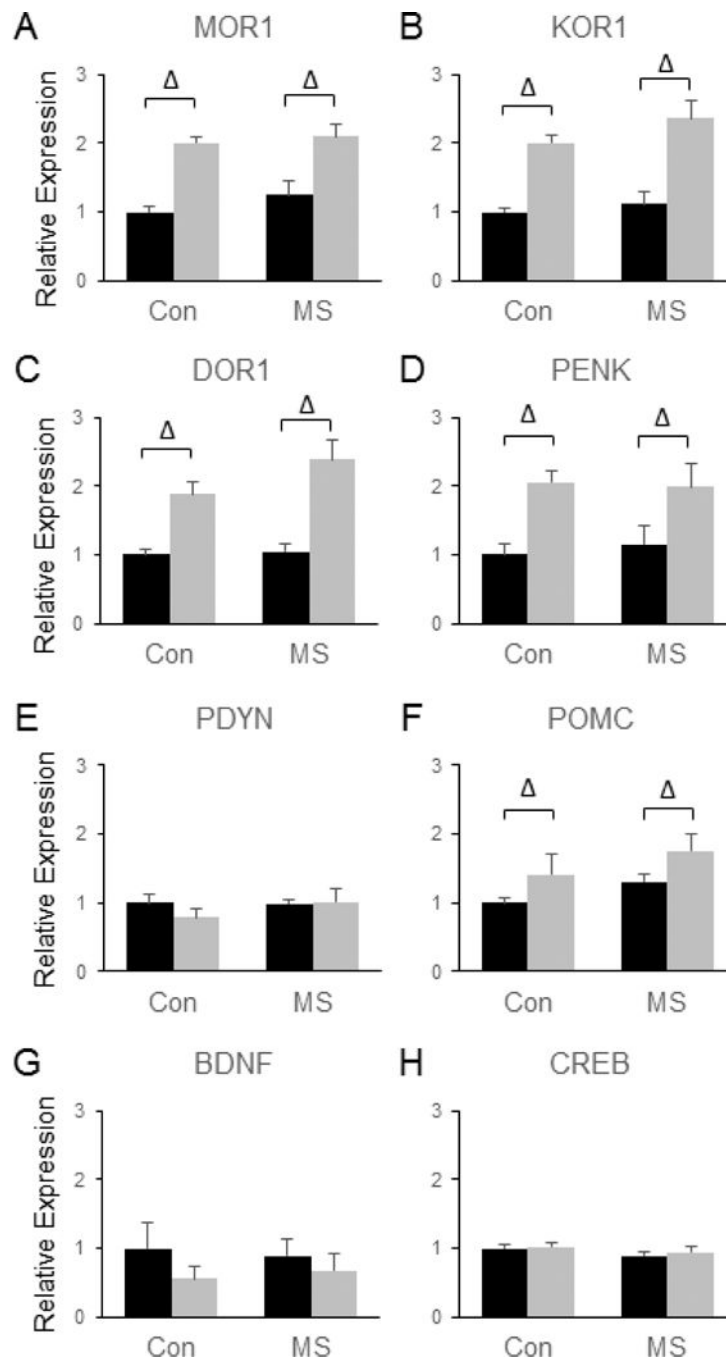 A MOR1 B KOR1
Relative Expression
3 3
Δ Δ Δ Δ
2 2
1 1
0 0
Con MS Con MS
C DOR1 D PENK
Relative Expression
3 3
Δ Δ Δ Δ
2 2
1 1
0 0
Con MS Con MS
E PDYN F POMC
Relative Expression
3 3
Δ Δ
2 2
1 1
0 0
Con MS Con MS
G BDNF H CREB
Relative Expression
3 3
2 2
1 1
0 0
Con MS Con MS